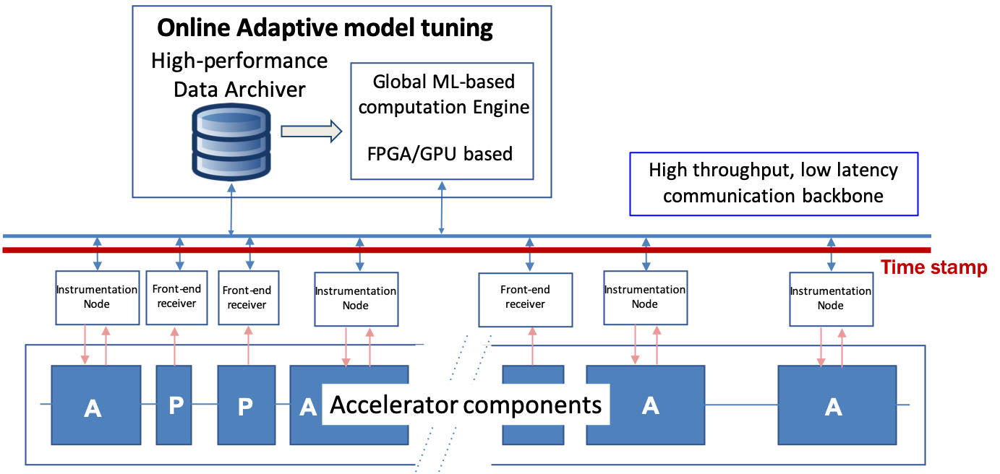 Online Adaptive model tuning
High-performance
Data Archiver
Global ML-based
computation Engine
FPGA/GPU based
High throughput, low latency
communication backbone
Time stamp
Instrumentation
Node
Front-end
receiver
Front-end
receiver
Instrumentation
Node
Front-end
receiver
Instrumentation
Node
Instrumentation
Node
A
P
P
A
Accelerator components
A
A